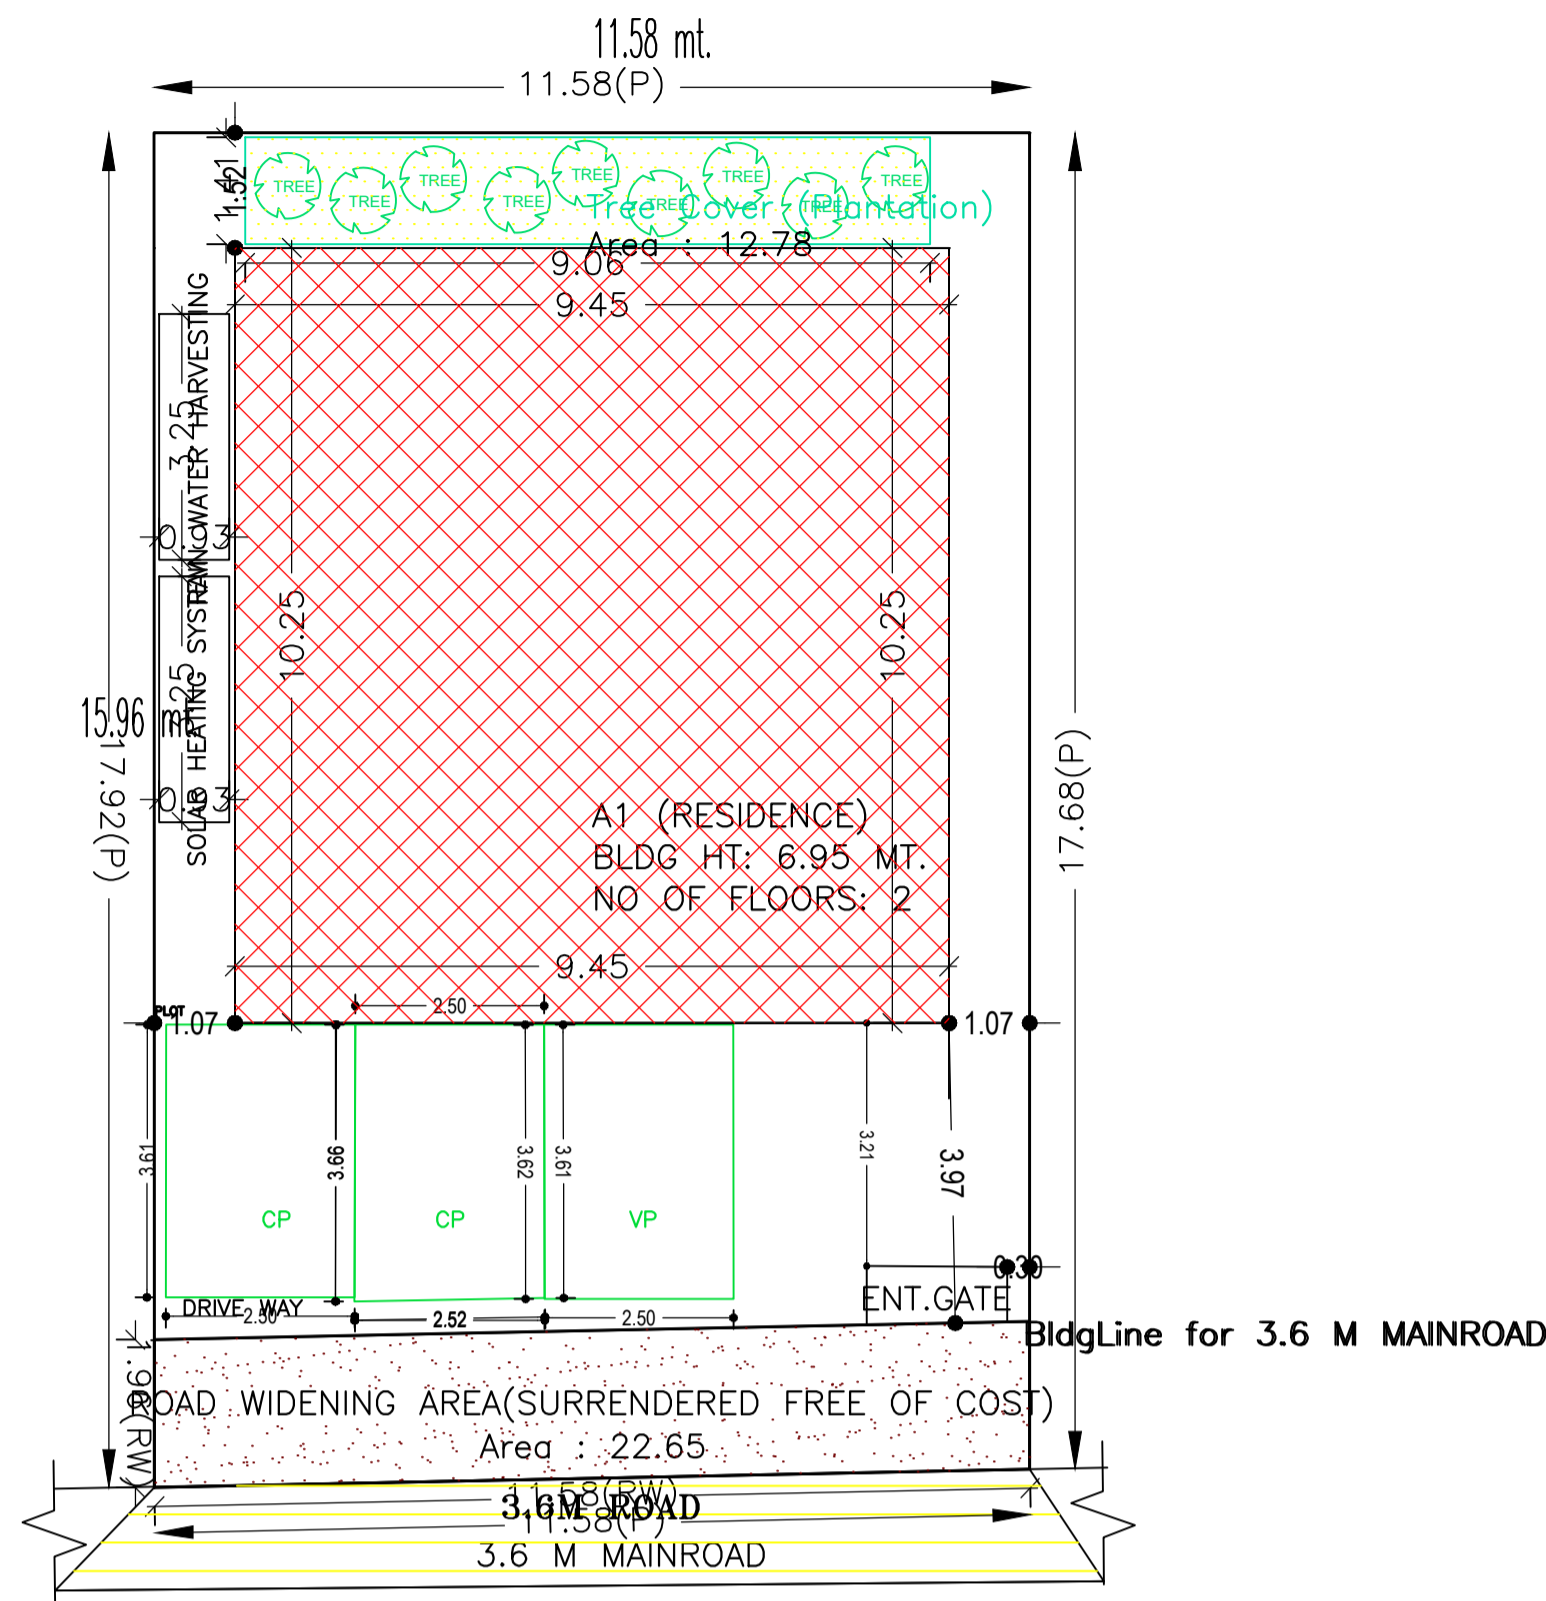 11.58 mt.
11.58(P)
1.41
1.52
TREE
TREE
TREE
TREE
TREE
TREE
TREE
TREE
TREE
Tree Cover (Plantation)
Area : 12.78
9.06
9.45
RAIN WATER HARVESTING
3.25
0.93
10.25
10.25
SOLAR HEATING SYSTEM
3.25
0.93
15.96 mt.
17.92(P)
17.68(P)
A1 (RESIDENCE)
BLDG HT: 6.95 MT.
NO OF FLOORS: 2
9.45
PLOT
1.07
2.50
1.07
3.61
3.66
3.62
3.61
3.21
3.97
CP
CP
VP
0.30
ENT.GATE
DRIVE WAY
2.50
2.52
2.50
BldgLine for 3.6 M MAINROAD
1.96(RW)
ROAD WIDENING AREA(SURRENDERED FREE OF COST)
Area : 22.65
11.58(RW)
3.6M ROAD
11.58(P)
3.6 M MAINROAD